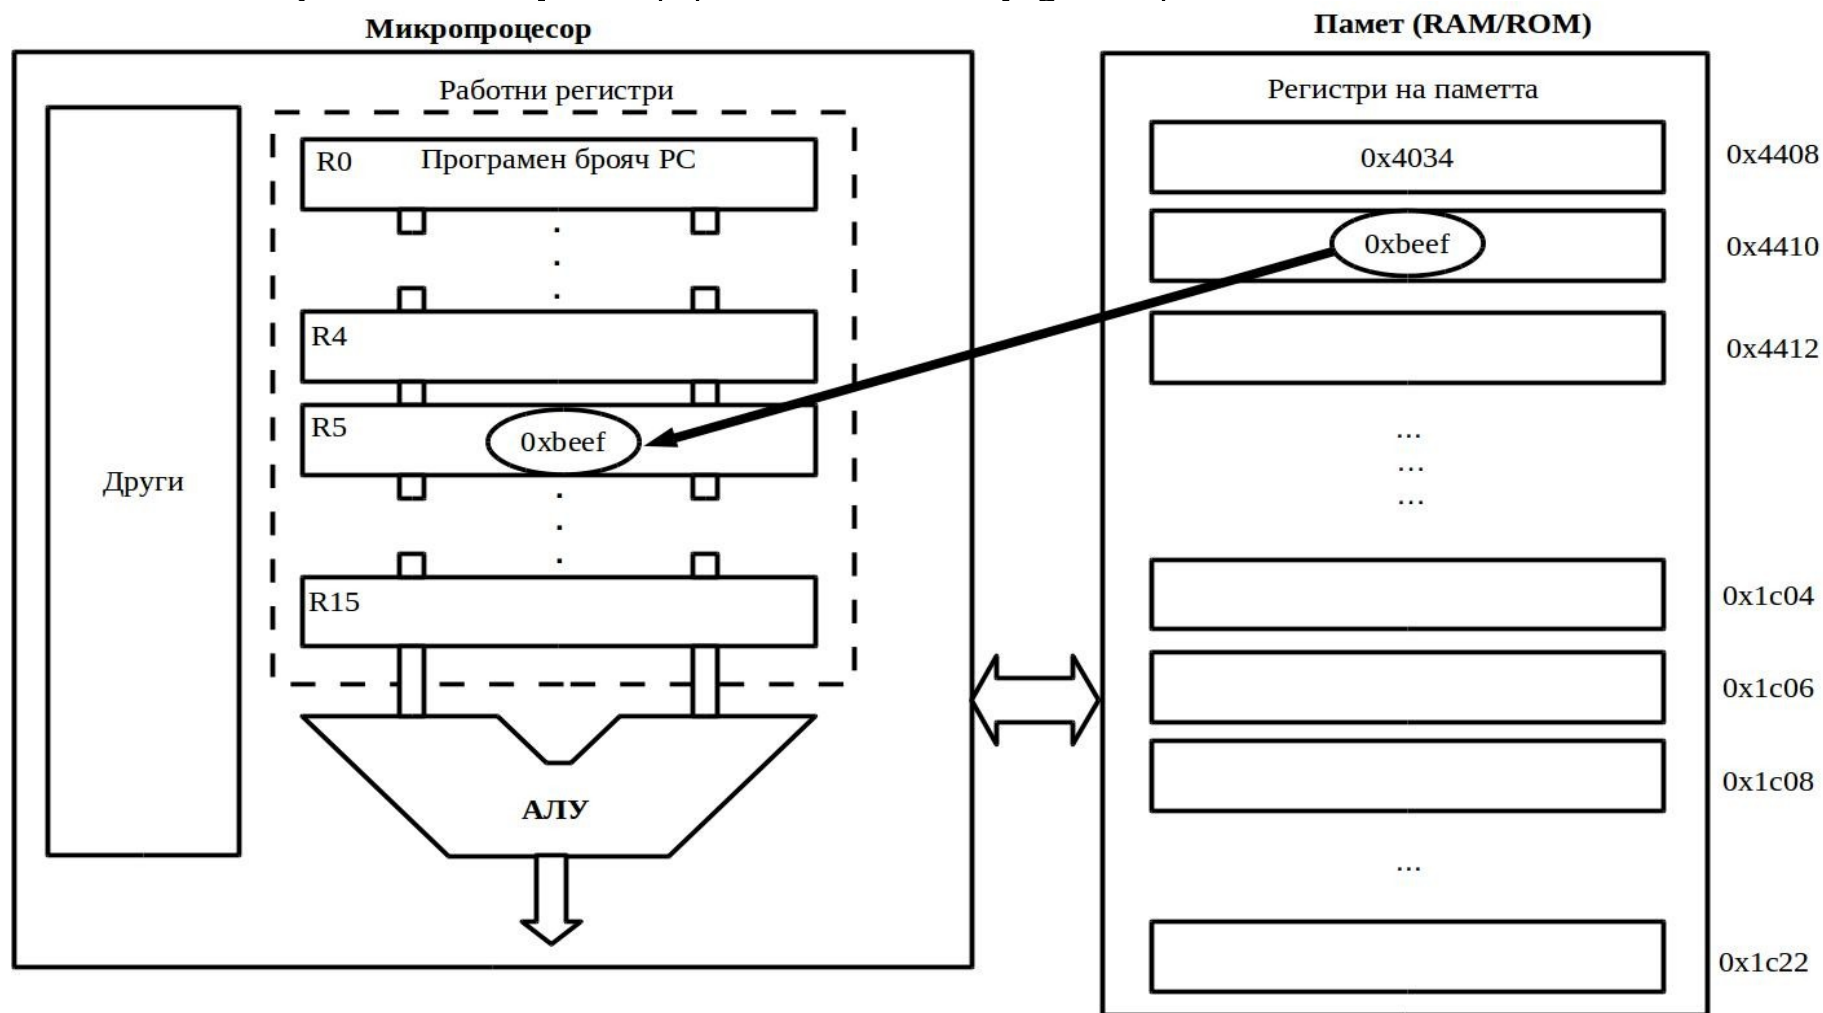 Микропроцесор
Работни регистри
R0 Програмен брояч PC
.
.
.
R4
R5 0xbeef
.
.
.
R15
АЛУ
Други
Памет (RAM/ROM)
Регистри на паметта
0x4034 0x4408
0xbeef 0x4410
0x4412
...
...
...
0x1c04
0x1c06
0x1c08
...
0x1c22